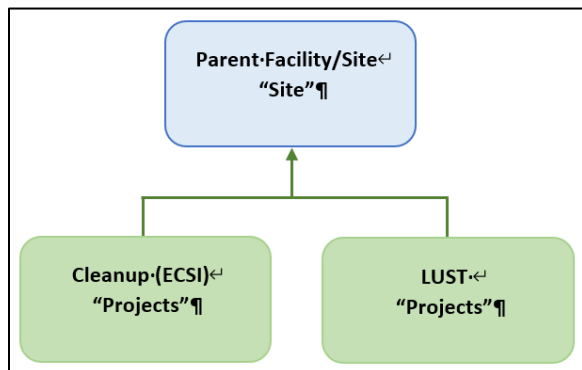 Parent·Facility/Site↵
“Site”¶
Cleanup·(ECSI)↵
“Projects”¶
LUST·↵
“Projects”¶